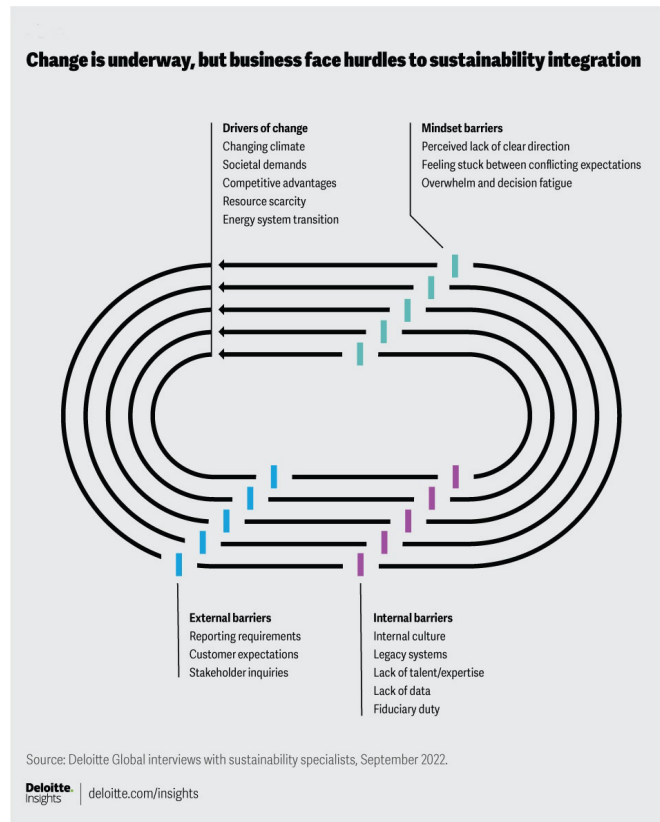 Change is underway, but business face hurdles to sustainability integration
Drivers of change
Changing climate
Societal demands
Competitive advantages
Resource scarcity
Energy system transition
Mindset barriers
Perceived lack of clear direction
Feeling stuck between conflicting expectations
Overwhelm and decision fatigue
External barriers
Reporting requirements
Customer expectations
Stakeholder inquiries
Internal barriers
Internal culture
Legacy systems
Lack of talent/expertise
Lack of data
Fiduciary duty
Source: Deloitte Global interviews with sustainability specialists, September 2022.
Deloitte.
Insights
deloitte.com/insights